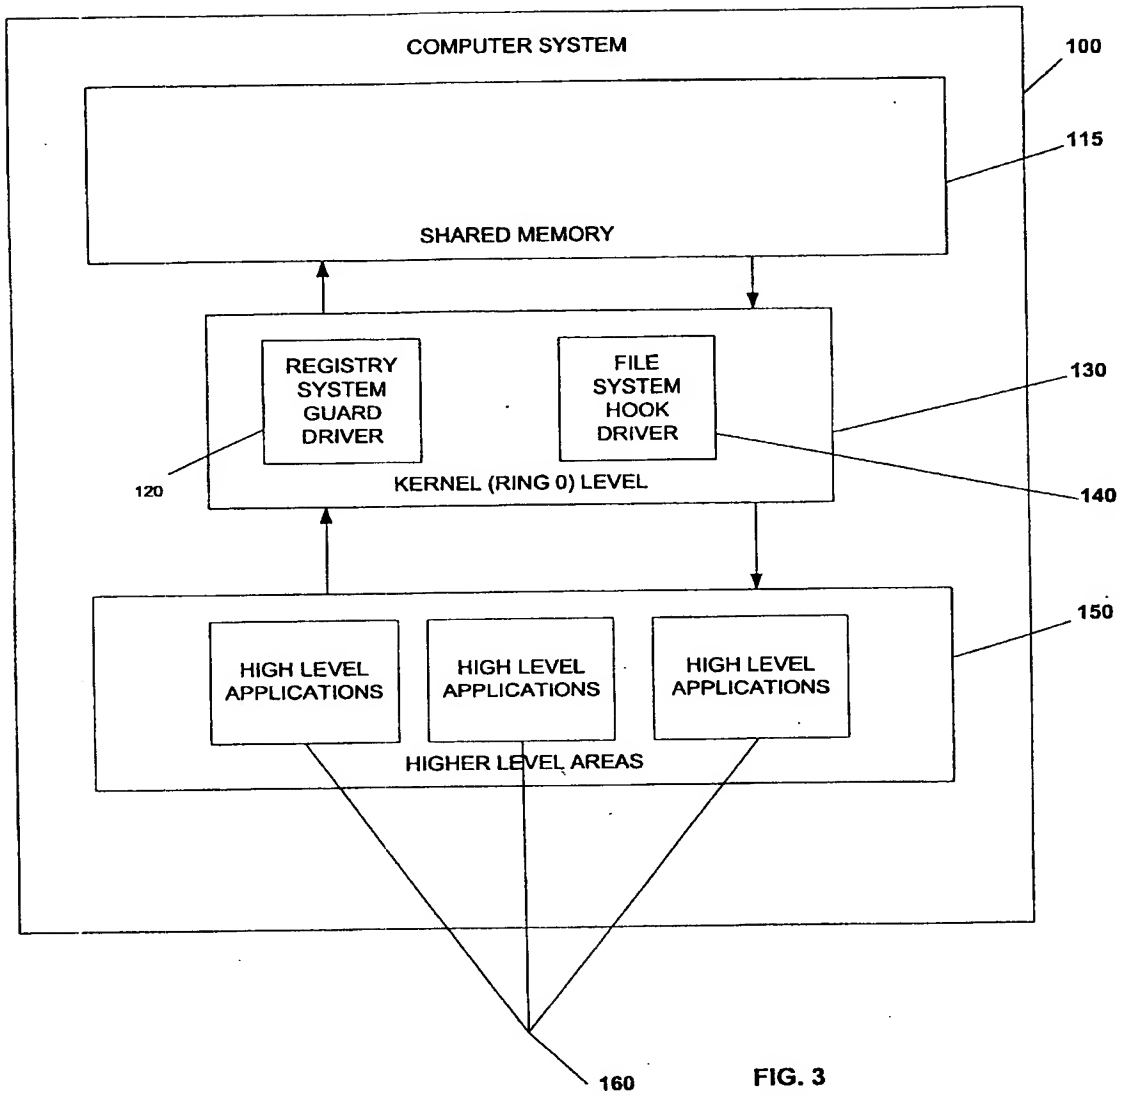 COMPUTER SYSTEM
100
115
SHARED MEMORY
REGISTRY
SYSTEM
GUARD
DRIVER
FILE
SYSTEM
HOOK
DRIVER
130
120
KERNEL (RING 0) LEVEL
140
150
HIGH LEVEL
APPLICATIONS
HIGH LEVEL
APPLICATIONS
HIGH LEVEL
APPLICATIONS
HIGHER LEVEL AREAS
160
FIG. 3